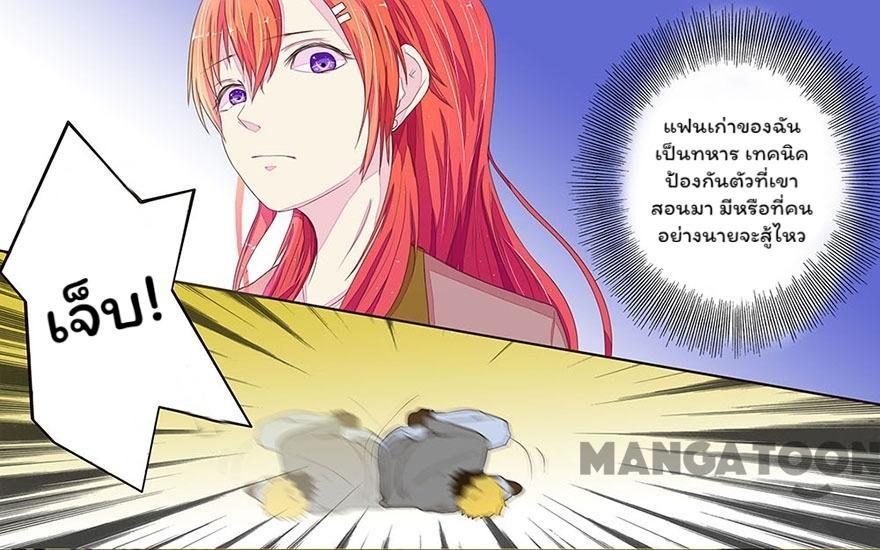 แฟนเก่าของฉัน
เป็นทหาร เทคนิค
ป้องกันตัวที่เขา
สอนมา มีหรือที่คน
อย่างนายจะสู้ไหว
เจ็บ!
MANGATOON